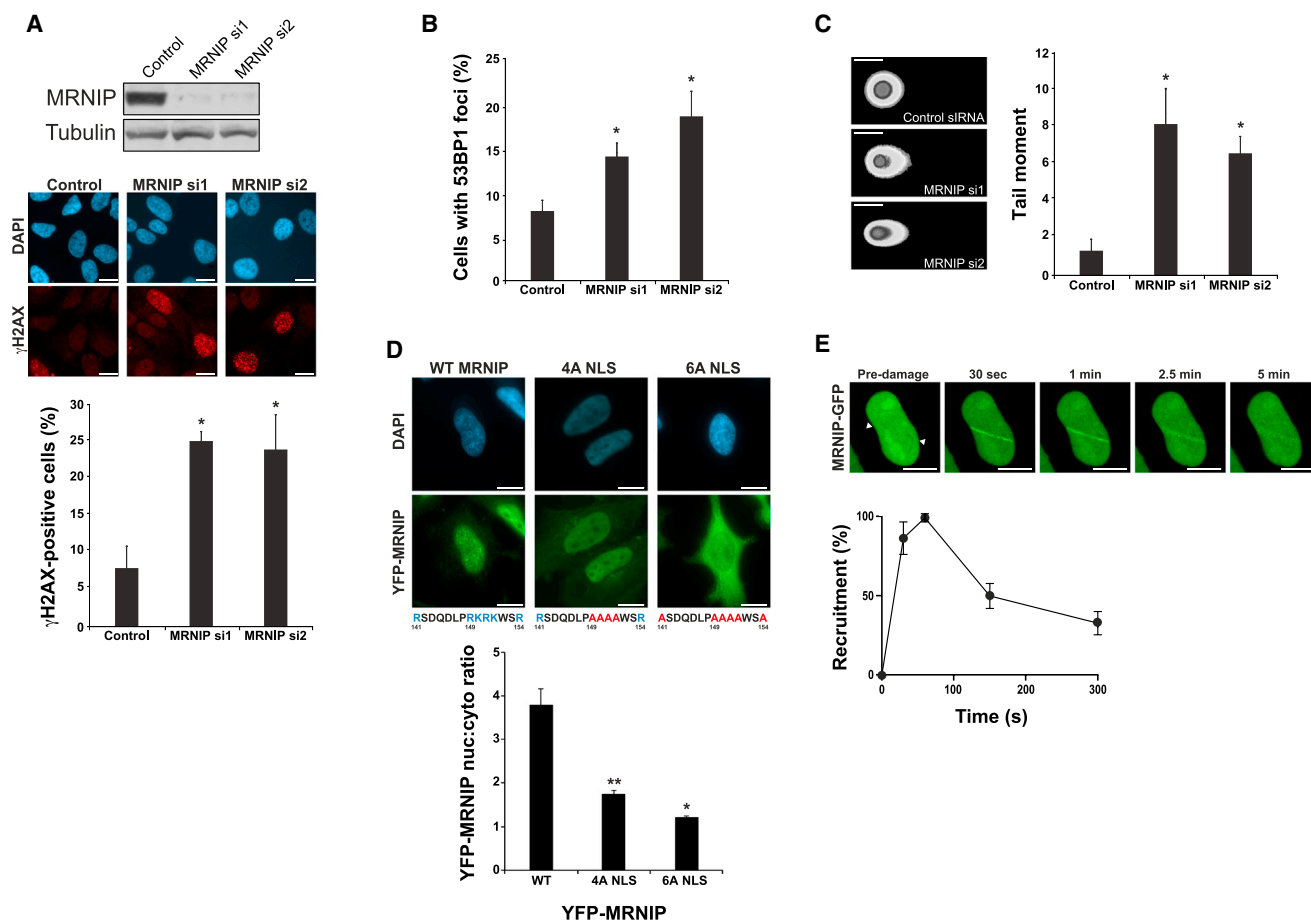 A
Control
MRNIP si1
MRNIP si2
MRNIP
Tubulin
Control MRNIP si1 MRNIP si2
DAPI
γH2AX
γH2AX-positive cells (%)
30
25
20
15
10
5
0
* *
Control MRNIP si1 MRNIP si2
B
Cells with 53BP1 foci (%)
25
20
15
10
5
0
* *
Control MRNIP si1 MRNIP si2
C
Control siRNA
MRNIP si1
MRNIP si2
Tail moment
12
10
8
6
4
2
0
* *
Control MRNIP si1 MRNIP si2
D
WT MRNIP 4A NLS 6A NLS
DAPI
YFP-MRNIP
RSDQDLPRKRKWSR RSDQDLPAAAAWSR ASDQDLPAAAAWSA
141 149 154 141 149 154 141 149 154
YFP-MRNIP nuc:cyto ratio
5
4
3
2
1
0
** *
WT 4A NLS 6A NLS
YFP-MRNIP
E
Pre-damage 30 sec 1 min 2.5 min 5 min
MRNIP-GFP
Recruitment (%)
100
50
0
0 100 200 300
Time (s)